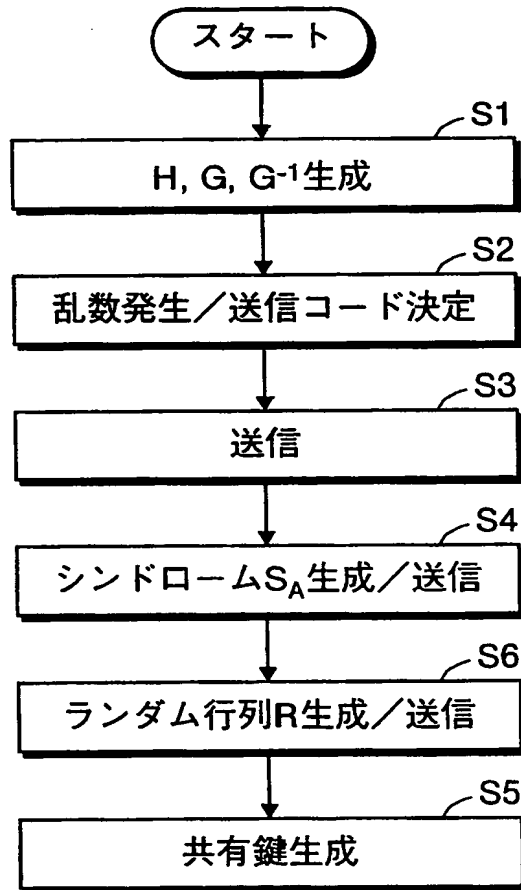 スタート
S1
H, G, G⁻¹生成
S2
乱数発生/送信コード決定
S3
送信
S4
シンドロームS_A生成/送信
S6
ランダム行列R生成/送信
S5
共有鍵生成